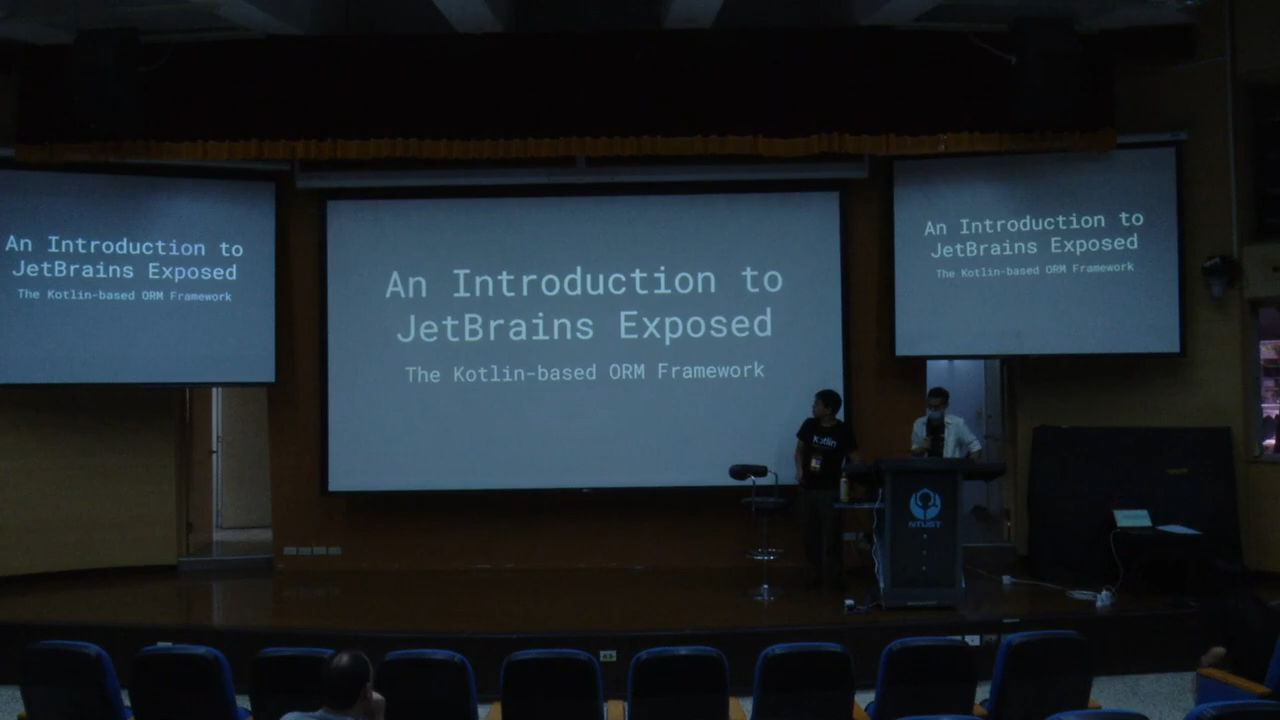 An Introduction to
JetBrains Exposed
The Kotlin-based ORM Framework
An Introduction to
JetBrains Exposed
The Kotlin-based ORM Framework
An Introduction to
JetBrains Exposed
The Kotlin-based ORM Framework
Kotlin
NTUST